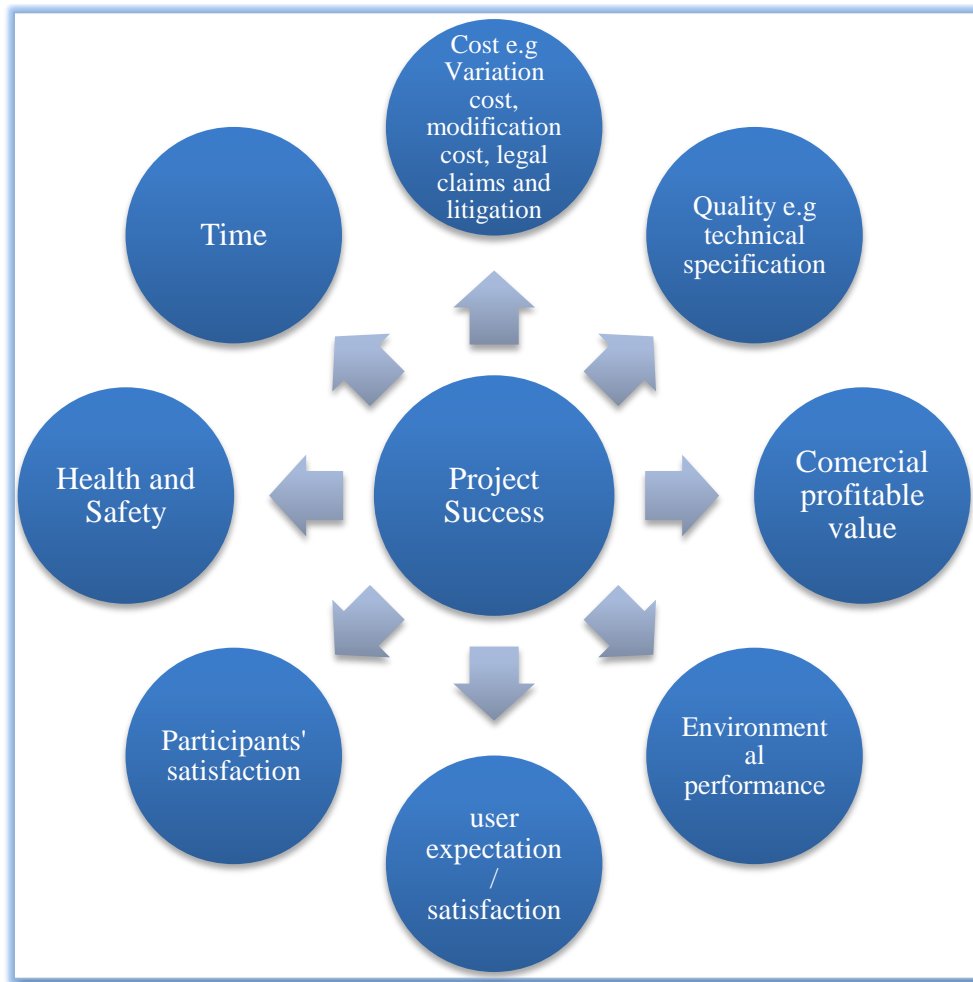 Cost e.g
Variation
cost,
modification
cost, legal
claims and
litigation
Quality e.g
technical
specification
Comercial
profitable
value
Environment
al
performance
user
expectation
/
satisfaction
Participants'
satisfaction
Health and
Safety
Time
Project
Success